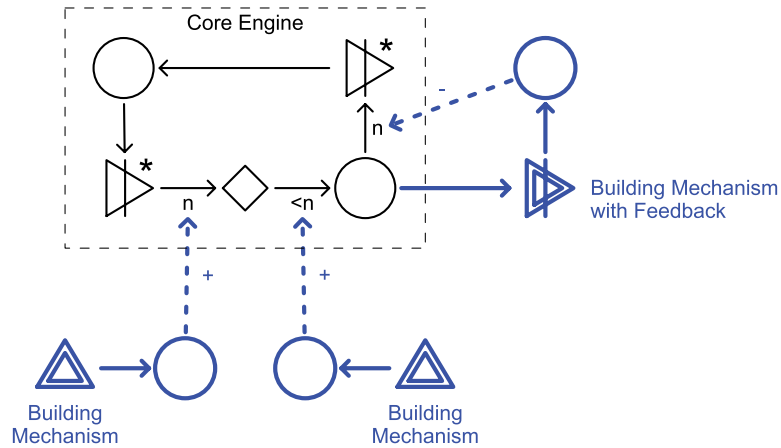 Core Engine
*
-
n
*
n
<n
Building Mechanism
with Feedback
+
+
Building
Mechanism
Building
Mechanism